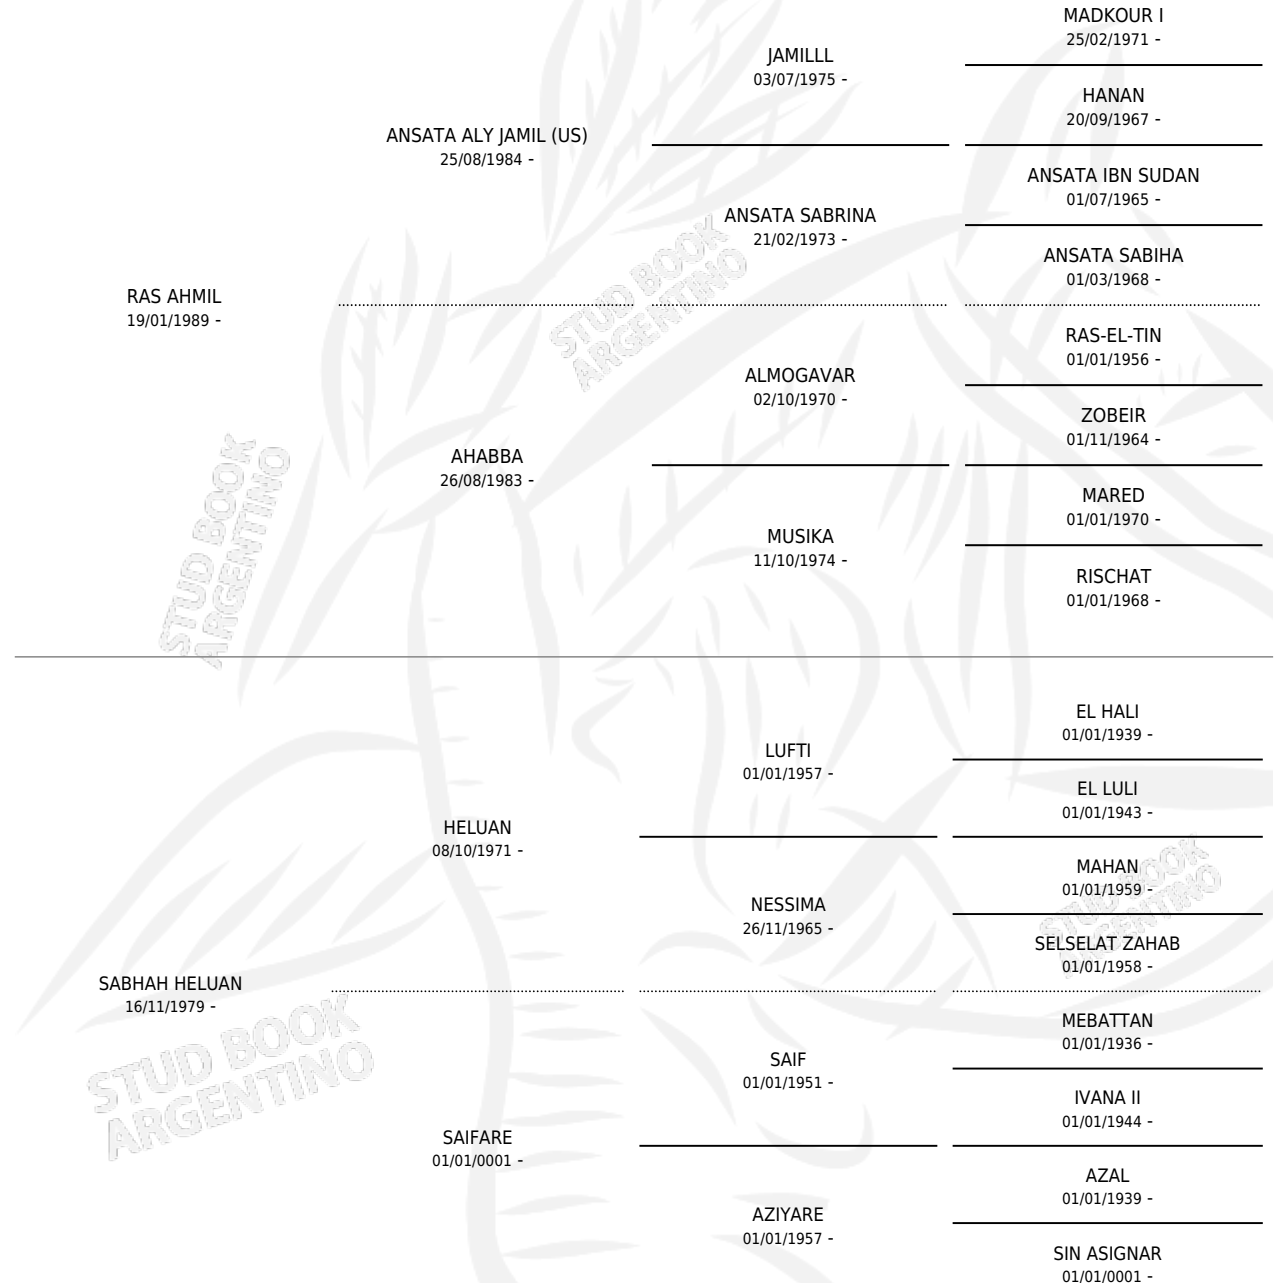 MADKOUR I
25/02/1971 -
JAMILLL
03/07/1975 -
HANAN
20/09/1967 -
ANSATA ALY JAMIL (US)
25/08/1984 -
ANSATA IBN SUDAN
01/07/1965 -
ANSATA SABRINA
21/02/1973 -
ANSATA SABIHA
01/03/1968 -
RAS AHMIL
19/01/1989 -
RAS-EL-TIN
01/01/1956 -
ALMOGAVAR
02/10/1970 -
ZOBEIR
01/11/1964 -
AHABBA
26/08/1983 -
MARED
01/01/1970 -
MUSIKA
11/10/1974 -
RISCHAT
01/01/1968 -
EL HALI
01/01/1939 -
LUFTI
01/01/1957 -
EL LULI
01/01/1943 -
HELUAN
08/10/1971 -
MAHAN
01/01/1959 -
NESSIMA
26/11/1965 -
SELSELAT ZAHAB
01/01/1958 -
SABHAH HELUAN
16/11/1979 -
MEBATTAN
01/01/1936 -
SAIF
01/01/1951 -
IVANA II
01/01/1944 -
SAIFARE
01/01/0001 -
AZAL
01/01/1939 -
AZIYARE
01/01/1957 -
SIN ASIGNAR
01/01/0001 -
STUD BOOK
ARGENTINO
STUD BOOK
ARGENTINO
STUD BOOK
ARGENTINO
STUD BOOK
ARGENTINO